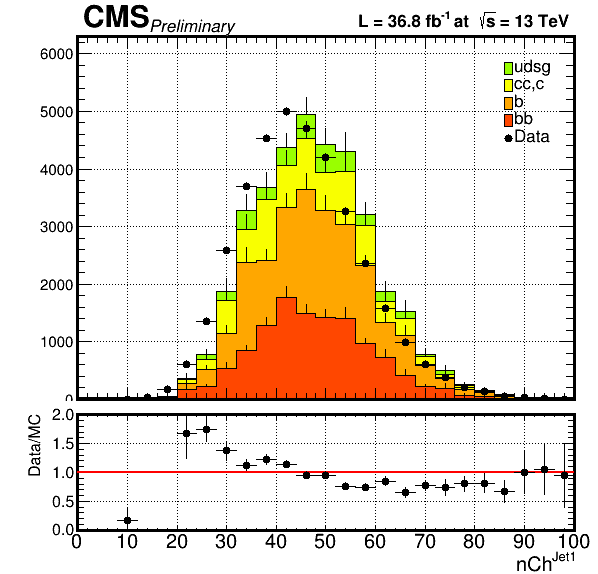 CMS Preliminary L = 36.8 fb⁻¹ at √s = 13 TeV
6000
udsg
cc,c
b
bb
Data
5000
4000
3000
2000
1000
0
Data/MC
2.0
1.5
1.0
0.5
0.0
0 10 20 30 40 50 60 70 80 90 100
nCh^Jet1